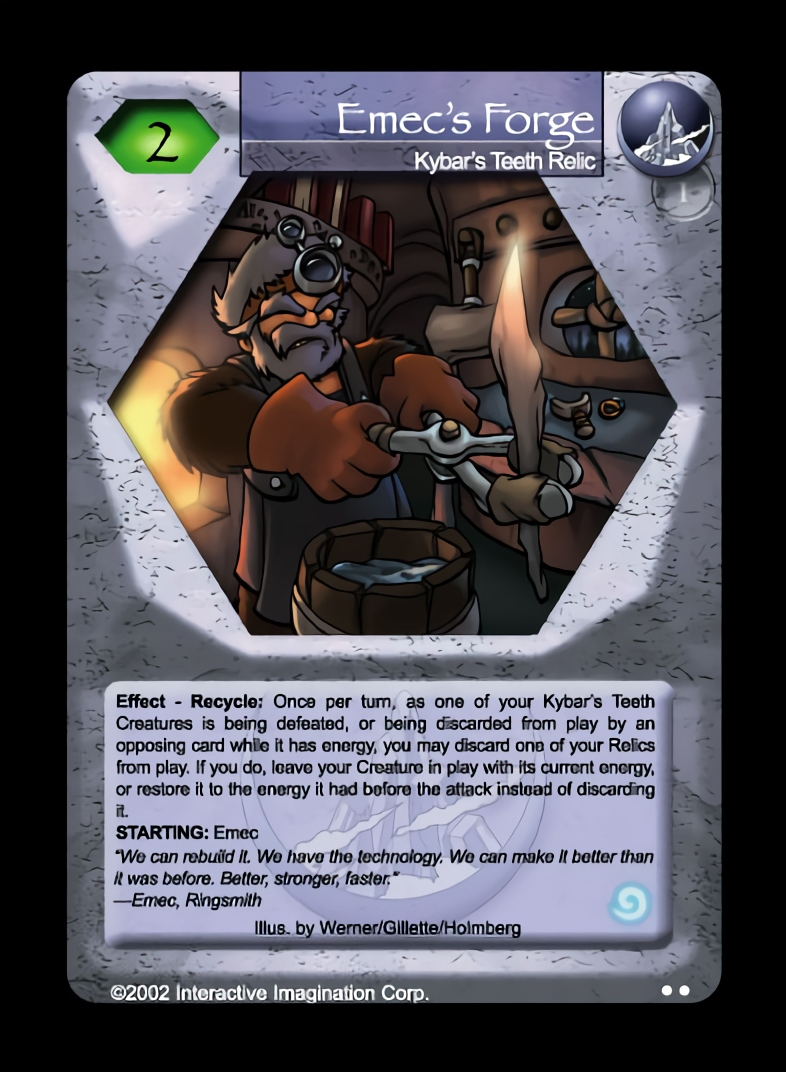 2
Emec's Forge
Kybar's Teeth Relic
1
Effect - Recycle: Once per turn, as one of your Kybar's Teeth
Creatures is being defeated, or being discarded from play by an
opposing card while it has energy, you may discard one of your Relics
from play. If you do, leave your Creature in play with its current energy,
or restore it to the energy it had before the attack instead of discarding
it.
STARTING: Emec
"We can rebuild it. We have the technology. We can make it better than
it was before. Better, stronger, faster."
—Emec, Ringsmith
Illus. by Werner/Gillette/Holmberg
©2002 Interactive Imagination Corp.